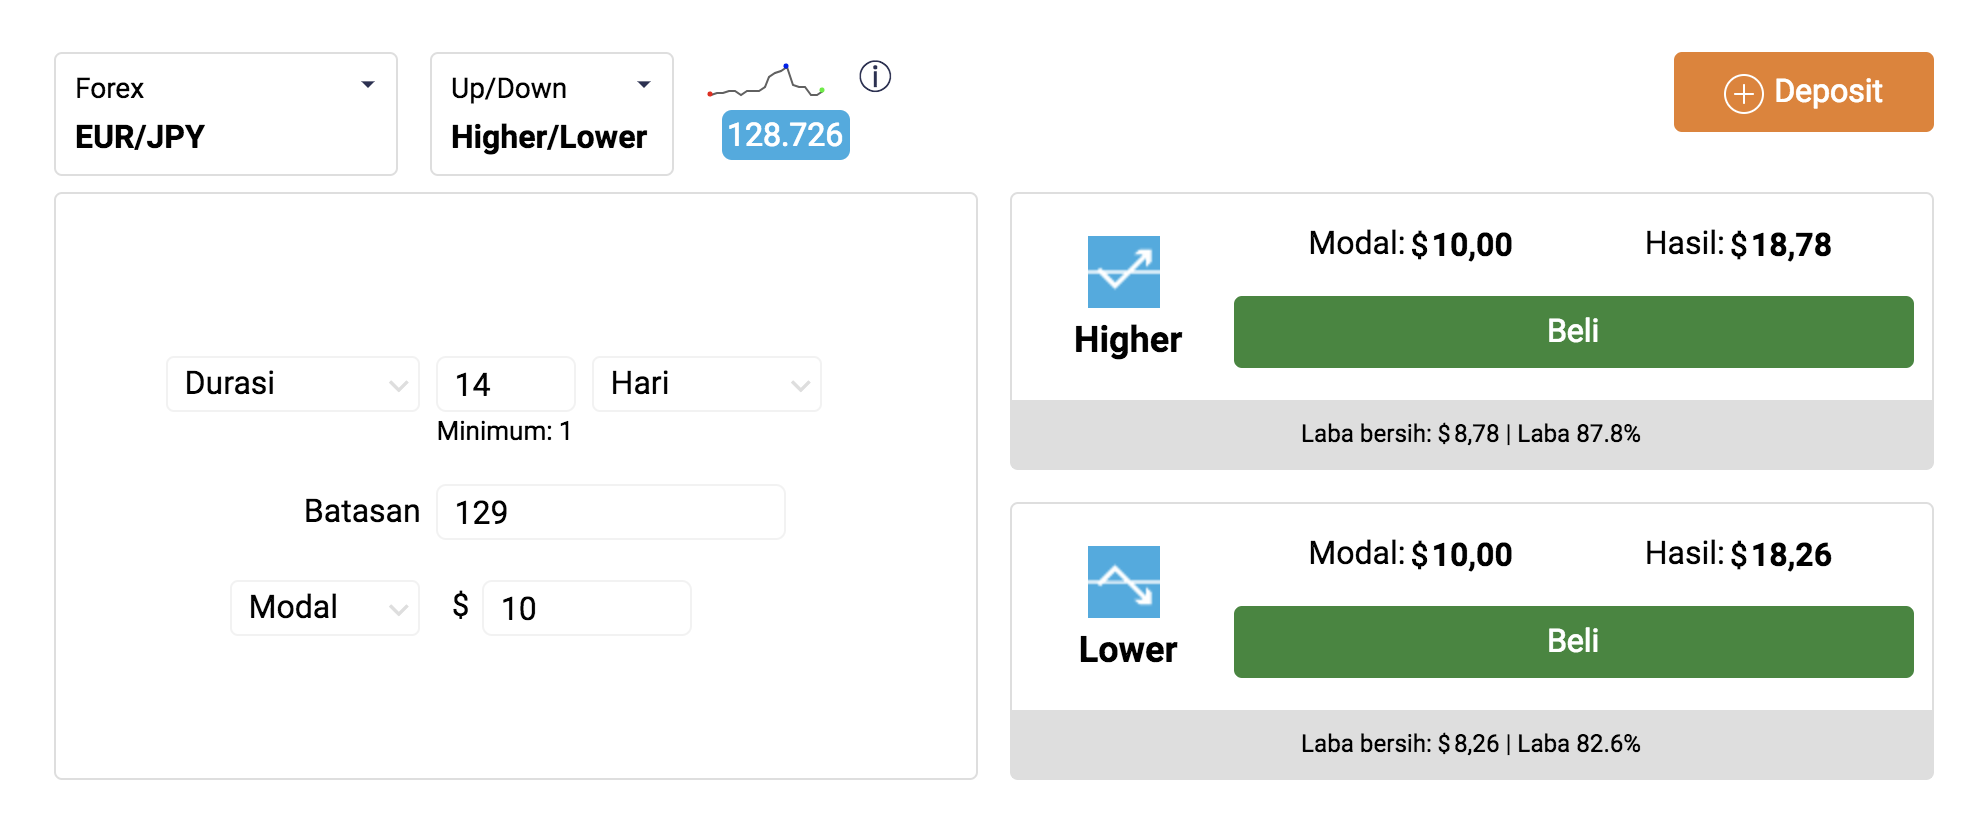 Forex
EUR/JPY
Up/Down
Higher/Lower
128.726
Deposit
Durasi 14 Hari
Minimum: 1
Batasan 129
Modal $ 10
Modal: $ 10,00 Hasil: $ 18,78
Higher
Beli
Laba bersih: $ 8,78 | Laba 87.8%
Modal: $ 10,00 Hasil: $ 18,26
Lower
Beli
Laba bersih: $ 8,26 | Laba 82.6%